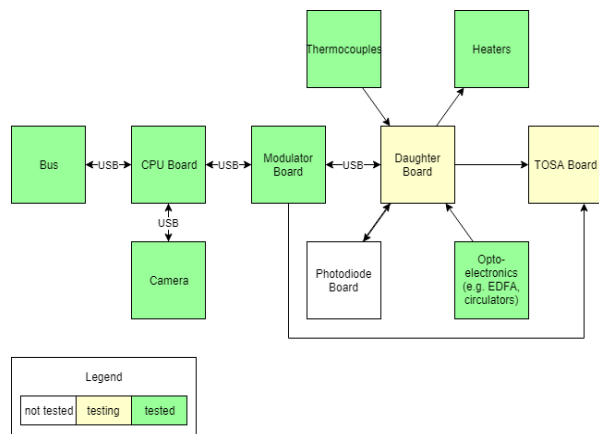 Thermocouples
Heaters
Bus
USB
CPU Board
USB
Modulator
Board
USB
Daughter
Board
TOSA Board
USB
Camera
Photodiode
Board
Opto-
electronics
(e.g. EDFA,
circulators)
Legend
not tested
testing
tested